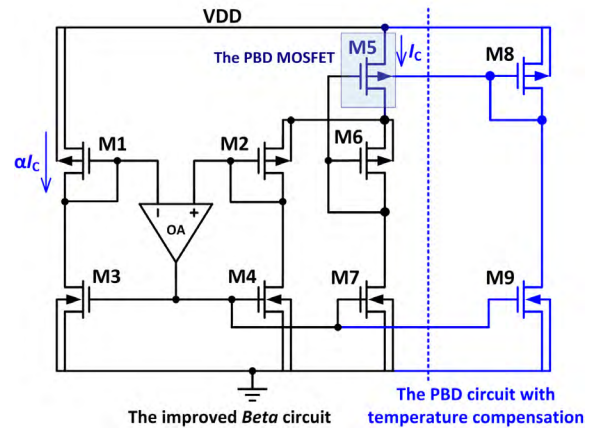 VDD
The PBD MOSFET
M5
IC
M8
M1
M2
M6
αIC
OA
M3
M4
M7
M9
The improved Beta circuit
The PBD circuit with
temperature compensation